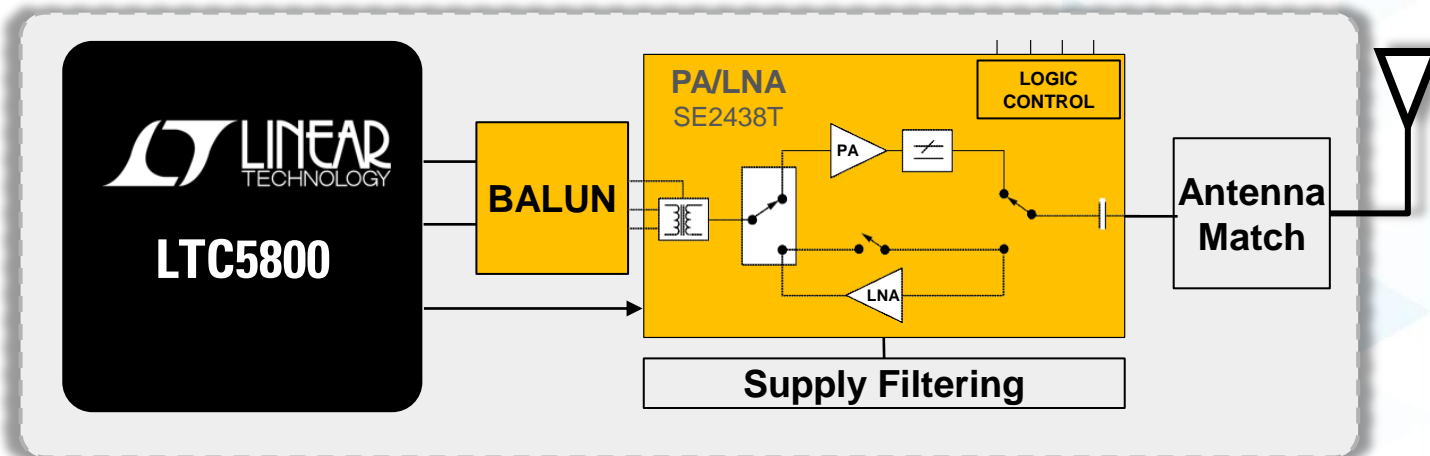 LINEAR
TECHNOLOGY
LTC5800
BALUN
PA/LNA
SE2438T
LOGIC
CONTROL
PA
LNA
Antenna
Match
Supply Filtering